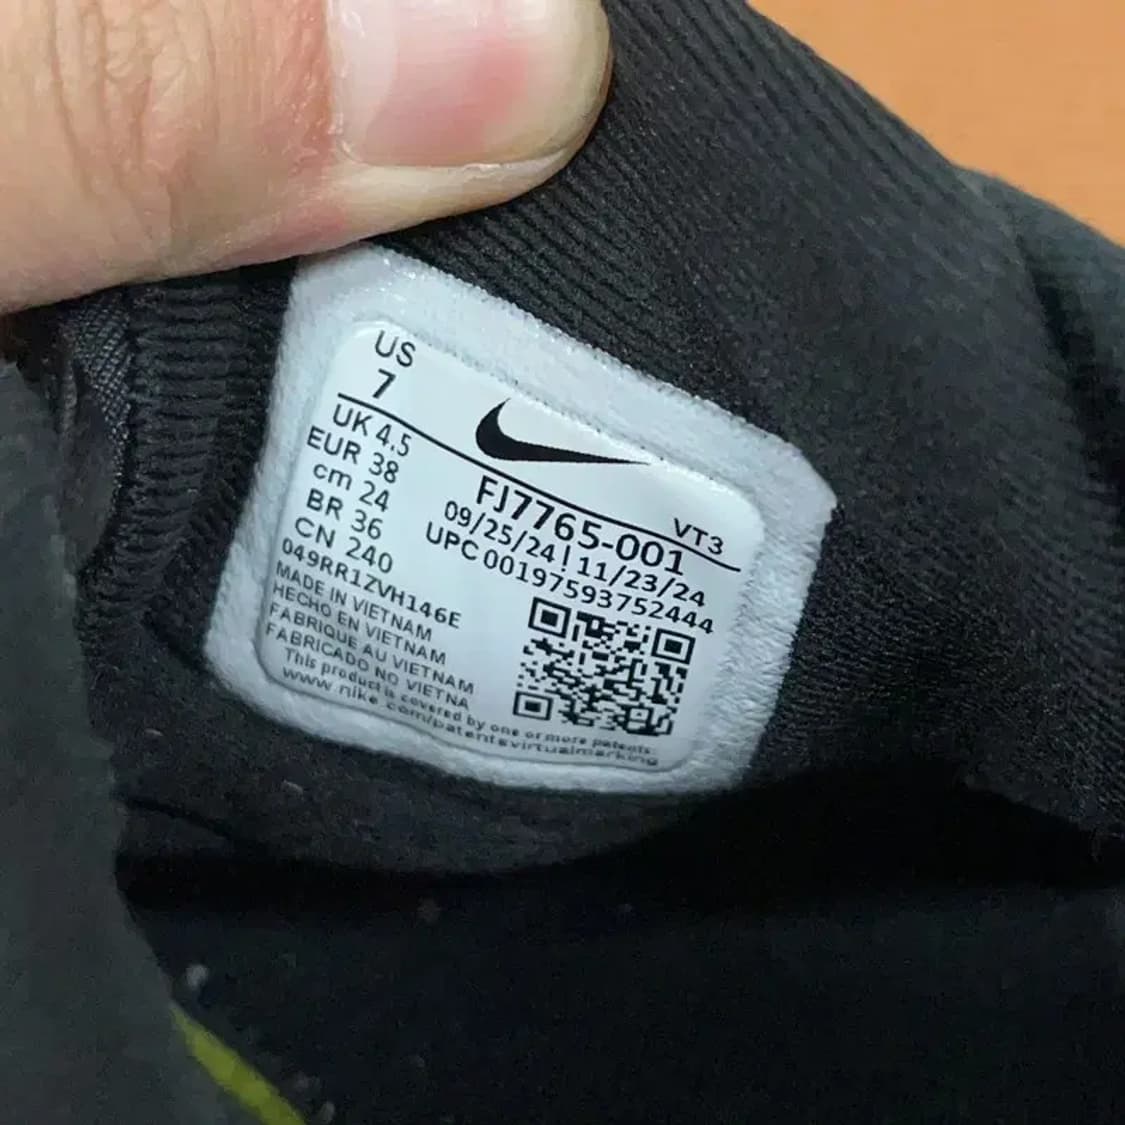 US
7
UK 4.5
EUR 38
cm 24
BR 36
CN 240
049RR1ZVH146E
MADE IN VIETNAM
HECHO EN VIETNAM
FABRIQUE AU VIETNAM
FABRICADO NO VIETNA
This product is covered by one or more patents:
www.nike.com/patentsvirtualmarking
VT3
FJ7765-001
09/25/24 | 11/23/24
UPC 00197593752444